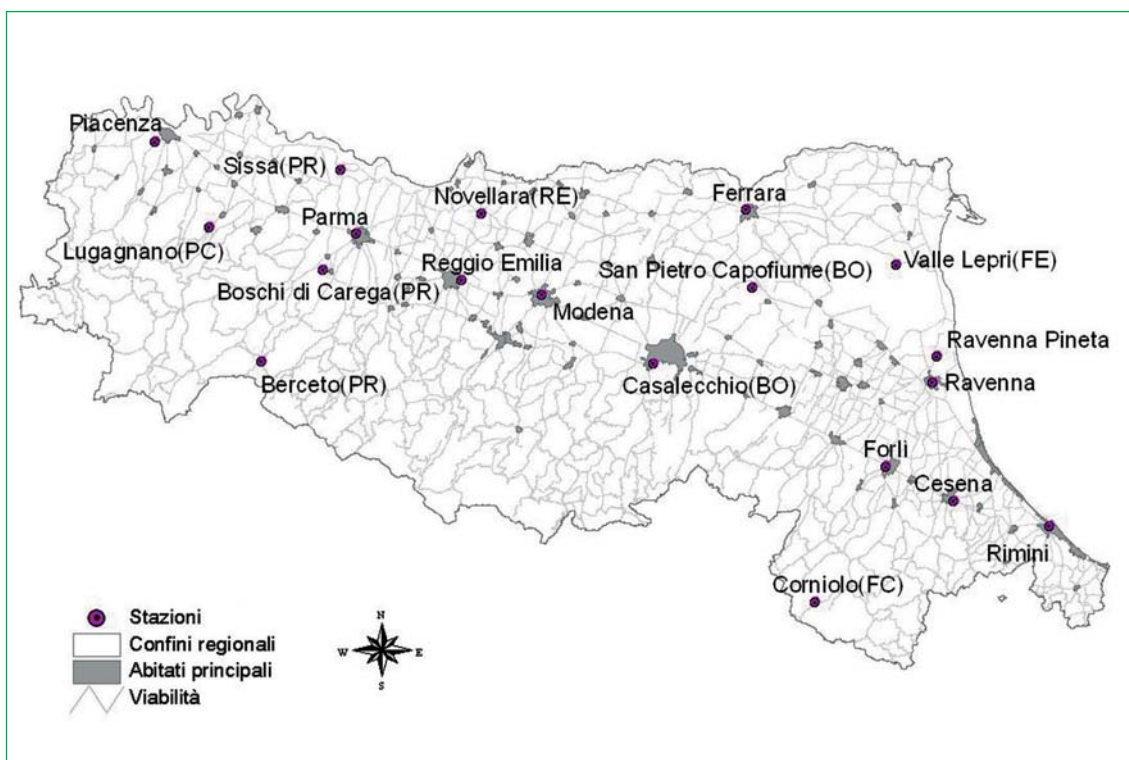 Piacenza
Sissa(PR)
Novellara(RE)
Ferrara
Parma
Lugagnano(PC)
Reggio Emilia
San Pietro Capofiume(BO)
Valle Lepri(FE)
Boschi di Carega(PR)
Modena
Ravenna Pineta
Berceto(PR)
Casalecchio(BO)
Ravenna
Forlì
Cesena
Rimini
Corniolo(FC)
Stazioni
Confini regionali
Abitati principali
Viabilità
N
W E
S